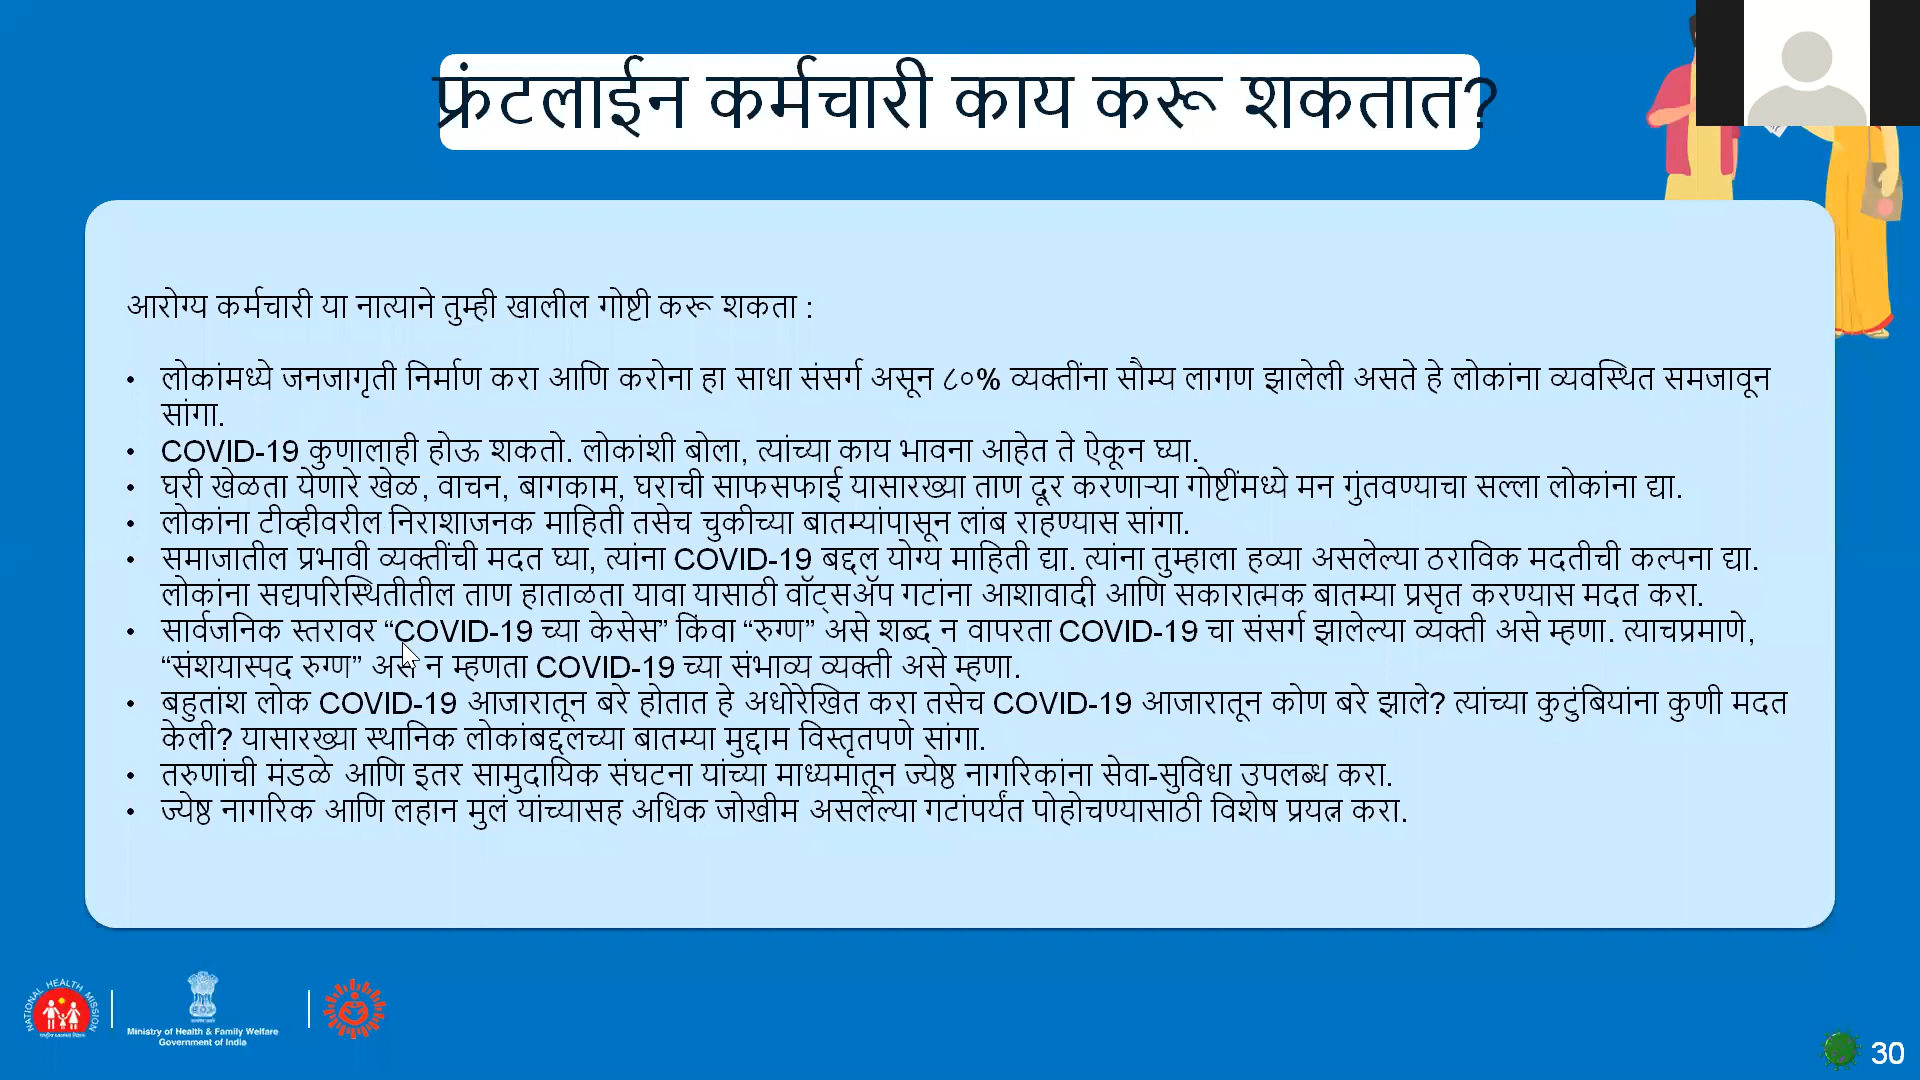 फ्रंटलाईन कर्मचारी काय करू शकतात?
आरोग्य कर्मचारी या नात्याने तुम्ही खालील गोष्टी करू शकता :
• लोकांमध्ये जनजागृती निर्माण करा आणि करोना हा साधा संसर्ग असून ८०% व्यक्तींना सौम्य लागण झालेली असते हे लोकांना व्यवस्थित समजावून
सांगा.
• COVID-19 कुणालाही होऊ शकतो. लोकांशी बोला, त्यांच्या काय भावना आहेत ते ऐकून घ्या.
• घरी खेळता येणारे खेळ, वाचन, बागकाम, घराची साफसफाई यासारख्या ताण दूर करणाऱ्या गोष्टींमध्ये मन गुंतवण्याचा सल्ला लोकांना द्या.
• लोकांना टीव्हीवरील निराशाजनक माहिती तसेच चुकीच्या बातम्यांपासून लांब राहण्यास सांगा.
• समाजातील प्रभावी व्यक्तींची मदत घ्या, त्यांना COVID-19 बद्दल योग्य माहिती द्या. त्यांना तुम्हाला हव्या असलेल्या ठराविक मदतीची कल्पना द्या.
लोकांना सद्यपरिस्थितीतील ताण हाताळता यावा यासाठी वॉट्सॲप गटांना आशावादी आणि सकारात्मक बातम्या प्रसृत करण्यास मदत करा.
• सार्वजनिक स्तरावर “COVID-19 च्या केसेस” किंवा “रुग्ण” असे शब्द न वापरता COVID-19 चा संसर्ग झालेल्या व्यक्ती असे म्हणा. त्याचप्रमाणे,
“संशयास्पद रुग्ण” असे न म्हणता COVID-19 च्या संभाव्य व्यक्ती असे म्हणा.
• बहुतांश लोक COVID-19 आजारातून बरे होतात हे अधोरेखित करा तसेच COVID-19 आजारातून कोण बरे झाले? त्यांच्या कुटुंबियांना कुणी मदत
केली? यासारख्या स्थानिक लोकांबद्दलच्या बातम्या मुद्दाम विस्तृतपणे सांगा.
• तरुणांची मंडळे आणि इतर सामुदायिक संघटना यांच्या माध्यमातून ज्येष्ठ नागरिकांना सेवा-सुविधा उपलब्ध करा.
• ज्येष्ठ नागरिक आणि लहान मुलं यांच्यासह अधिक जोखीम असलेल्या गटांपर्यंत पोहोचण्यासाठी विशेष प्रयत्न करा.
NATIONAL HEALTH MISSION
Ministry of Health & Family Welfare
Government of India
30